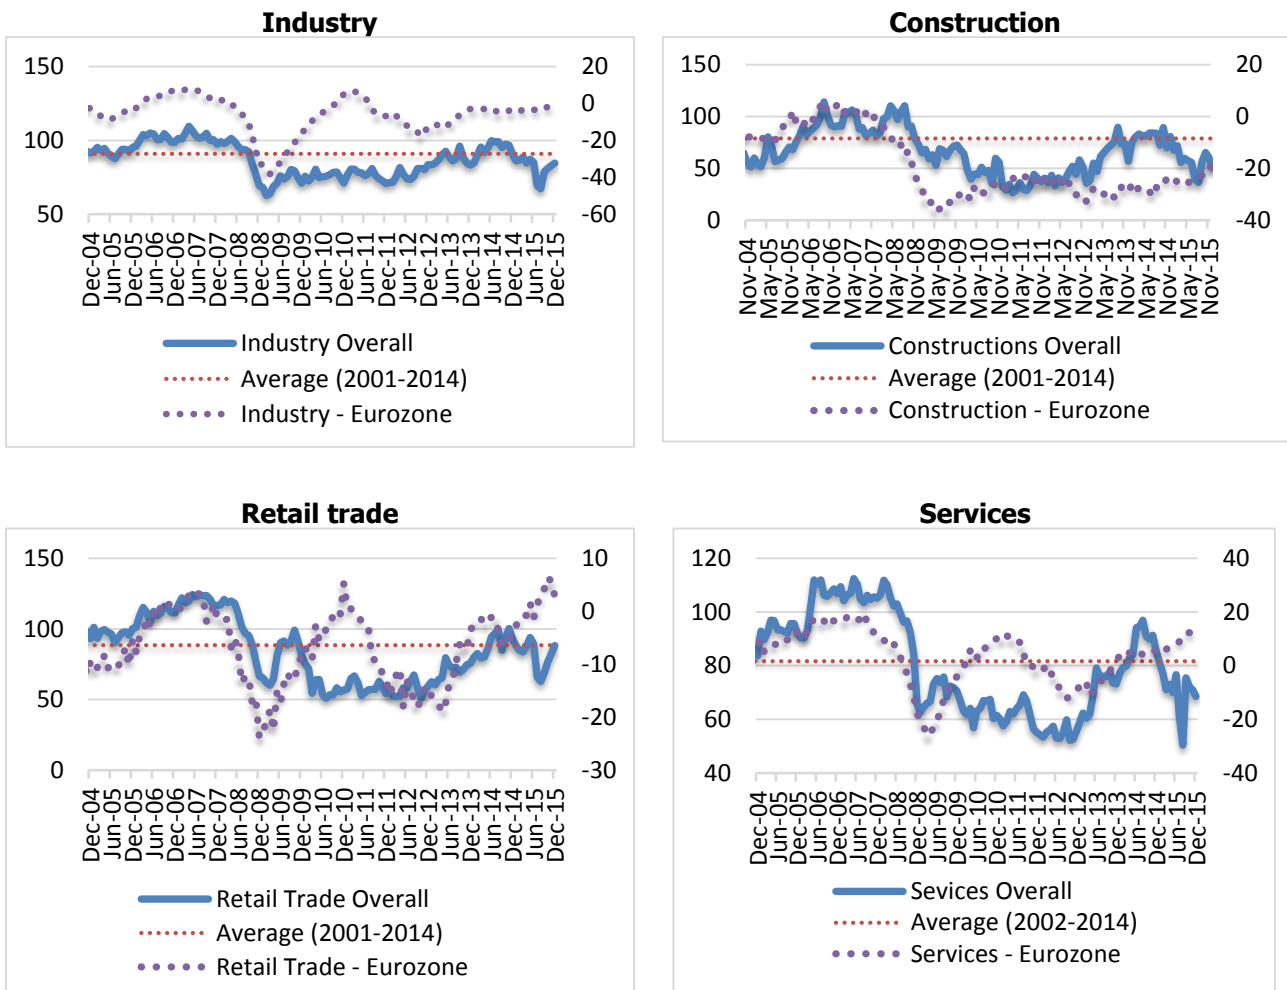 Industry
150
100
50
20
0
-20
-40
-60
Dec-04
Jun-05
Dec-05
Jun-06
Dec-06
Jun-07
Dec-07
Jun-08
Dec-08
Jun-09
Dec-09
Jun-10
Dec-10
Jun-11
Dec-11
Jun-12
Dec-12
Jun-13
Dec-13
Jun-14
Dec-14
Jun-15
Dec-15
Industry Overall
Average (2001-2014)
Industry - Eurozone
Construction
150
100
50
0
20
0
-20
-40
Nov-04
May-05
Nov-05
May-06
Nov-06
May-07
Nov-07
May-08
Nov-08
May-09
Nov-09
May-10
Nov-10
May-11
Nov-11
May-12
Nov-12
May-13
Nov-13
May-14
Nov-14
May-15
Nov-15
Constructions Overall
Average (2001-2014)
Construction - Eurozone
Retail trade
150
100
50
0
10
0
-10
-20
-30
Dec-04
Jun-05
Dec-05
Jun-06
Dec-06
Jun-07
Dec-07
Jun-08
Dec-08
Jun-09
Dec-09
Jun-10
Dec-10
Jun-11
Dec-11
Jun-12
Dec-12
Jun-13
Dec-13
Jun-14
Dec-14
Jun-15
Dec-15
Retail Trade Overall
Average (2001-2014)
Retail Trade - Eurozone
Services
120
100
80
60
40
40
20
0
-20
-40
Dec-04
Jun-05
Dec-05
Jun-06
Dec-06
Jun-07
Dec-07
Jun-08
Dec-08
Jun-09
Dec-09
Jun-10
Dec-10
Jun-11
Dec-11
Jun-12
Dec-12
Jun-13
Dec-13
Jun-14
Dec-14
Jun-15
Dec-15
Sevices Overall
Average (2002-2014)
Services - Eurozone